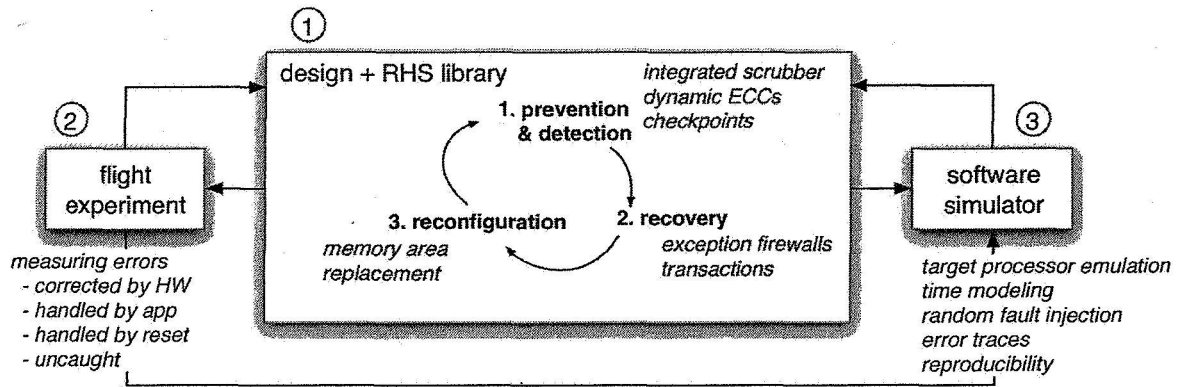 1
design + RHS library
integrated scrubber
dynamic ECCs
checkpoints
1. prevention
& detection
2. recovery
exception firewalls
transactions
3. reconfiguration
memory area
replacement
2
flight
experiment
measuring errors
- corrected by HW
- handled by app
- handled by reset
- uncaught
3
software
simulator
target processor emulation
time modeling
random fault injection
error traces
reproducibility